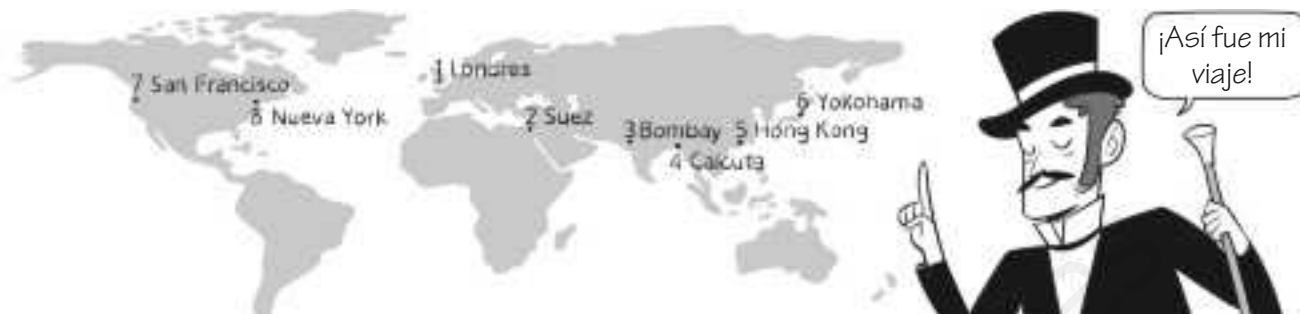 ¡Así fue mi
viaje!
1 Londres
7 San Francisco
6 Yokohama
8 Nueva York
2 Suez
3 Bombay
5 Hong Kong
4 Calcuta